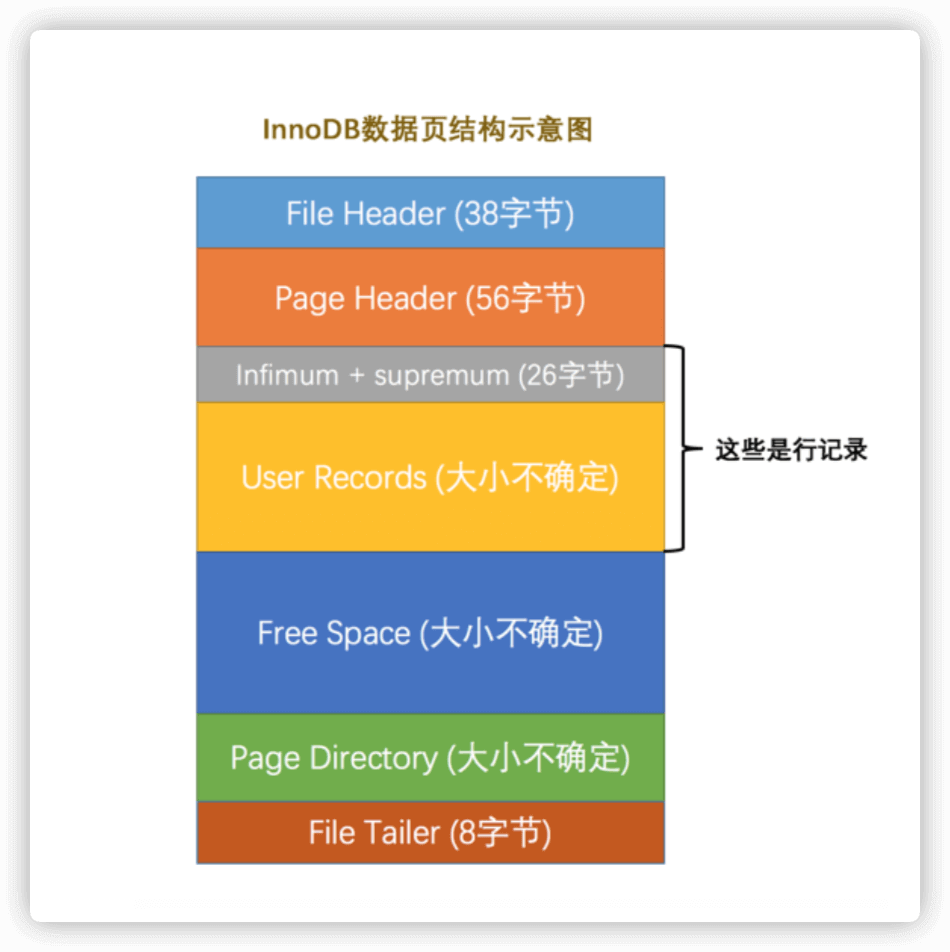 InnoDB数据页结构示意图
File Header (38字节)
Page Header (56字节)
Infimum + supremum (26字节)
User Records (大小不确定)
这些是行记录
Free Space (大小不确定)
Page Directory (大小不确定)
File Tailer (8字节)